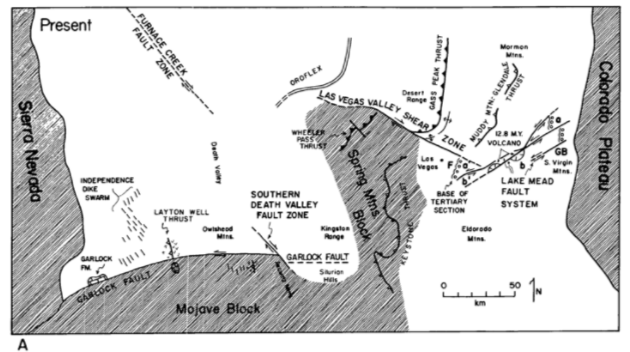 Present
FURNACE CREEK
FAULT ZONE
OROFLEX
GASS PEAK THRUST
Mormon
Mtns.
Desert
Range
MUDDY MTN.-GLENDALE
THRUST
LAS VEGAS VALLEY SHEAR
ZONE
12.8 M.Y.
VOLCANO
a
GB
b
S. Virgin
Mtns.
Colorado Plateau
Sierra Nevada
WHEELER
PASS
THRUST
Death Valley
Las
Vegas
F
a
b
LAKE MEAD
FAULT
SYSTEM
BASE OF
TERTIARY
SECTION
INDEPENDENCE
DIKE
SWARM
Spring Mtns.
Block
KEYSTONE
THRUST
LAYTON WELL
THRUST
SOUTHERN
DEATH VALLEY
FAULT ZONE
Owlshead
Mtns.
Kingston
Range
Eldorado
Mtns.
GARLOCK
FM.
GARLOCK FAULT
GARLOCK FAULT
Silurian
Hills
Mojave Block
0 50
km
N
A